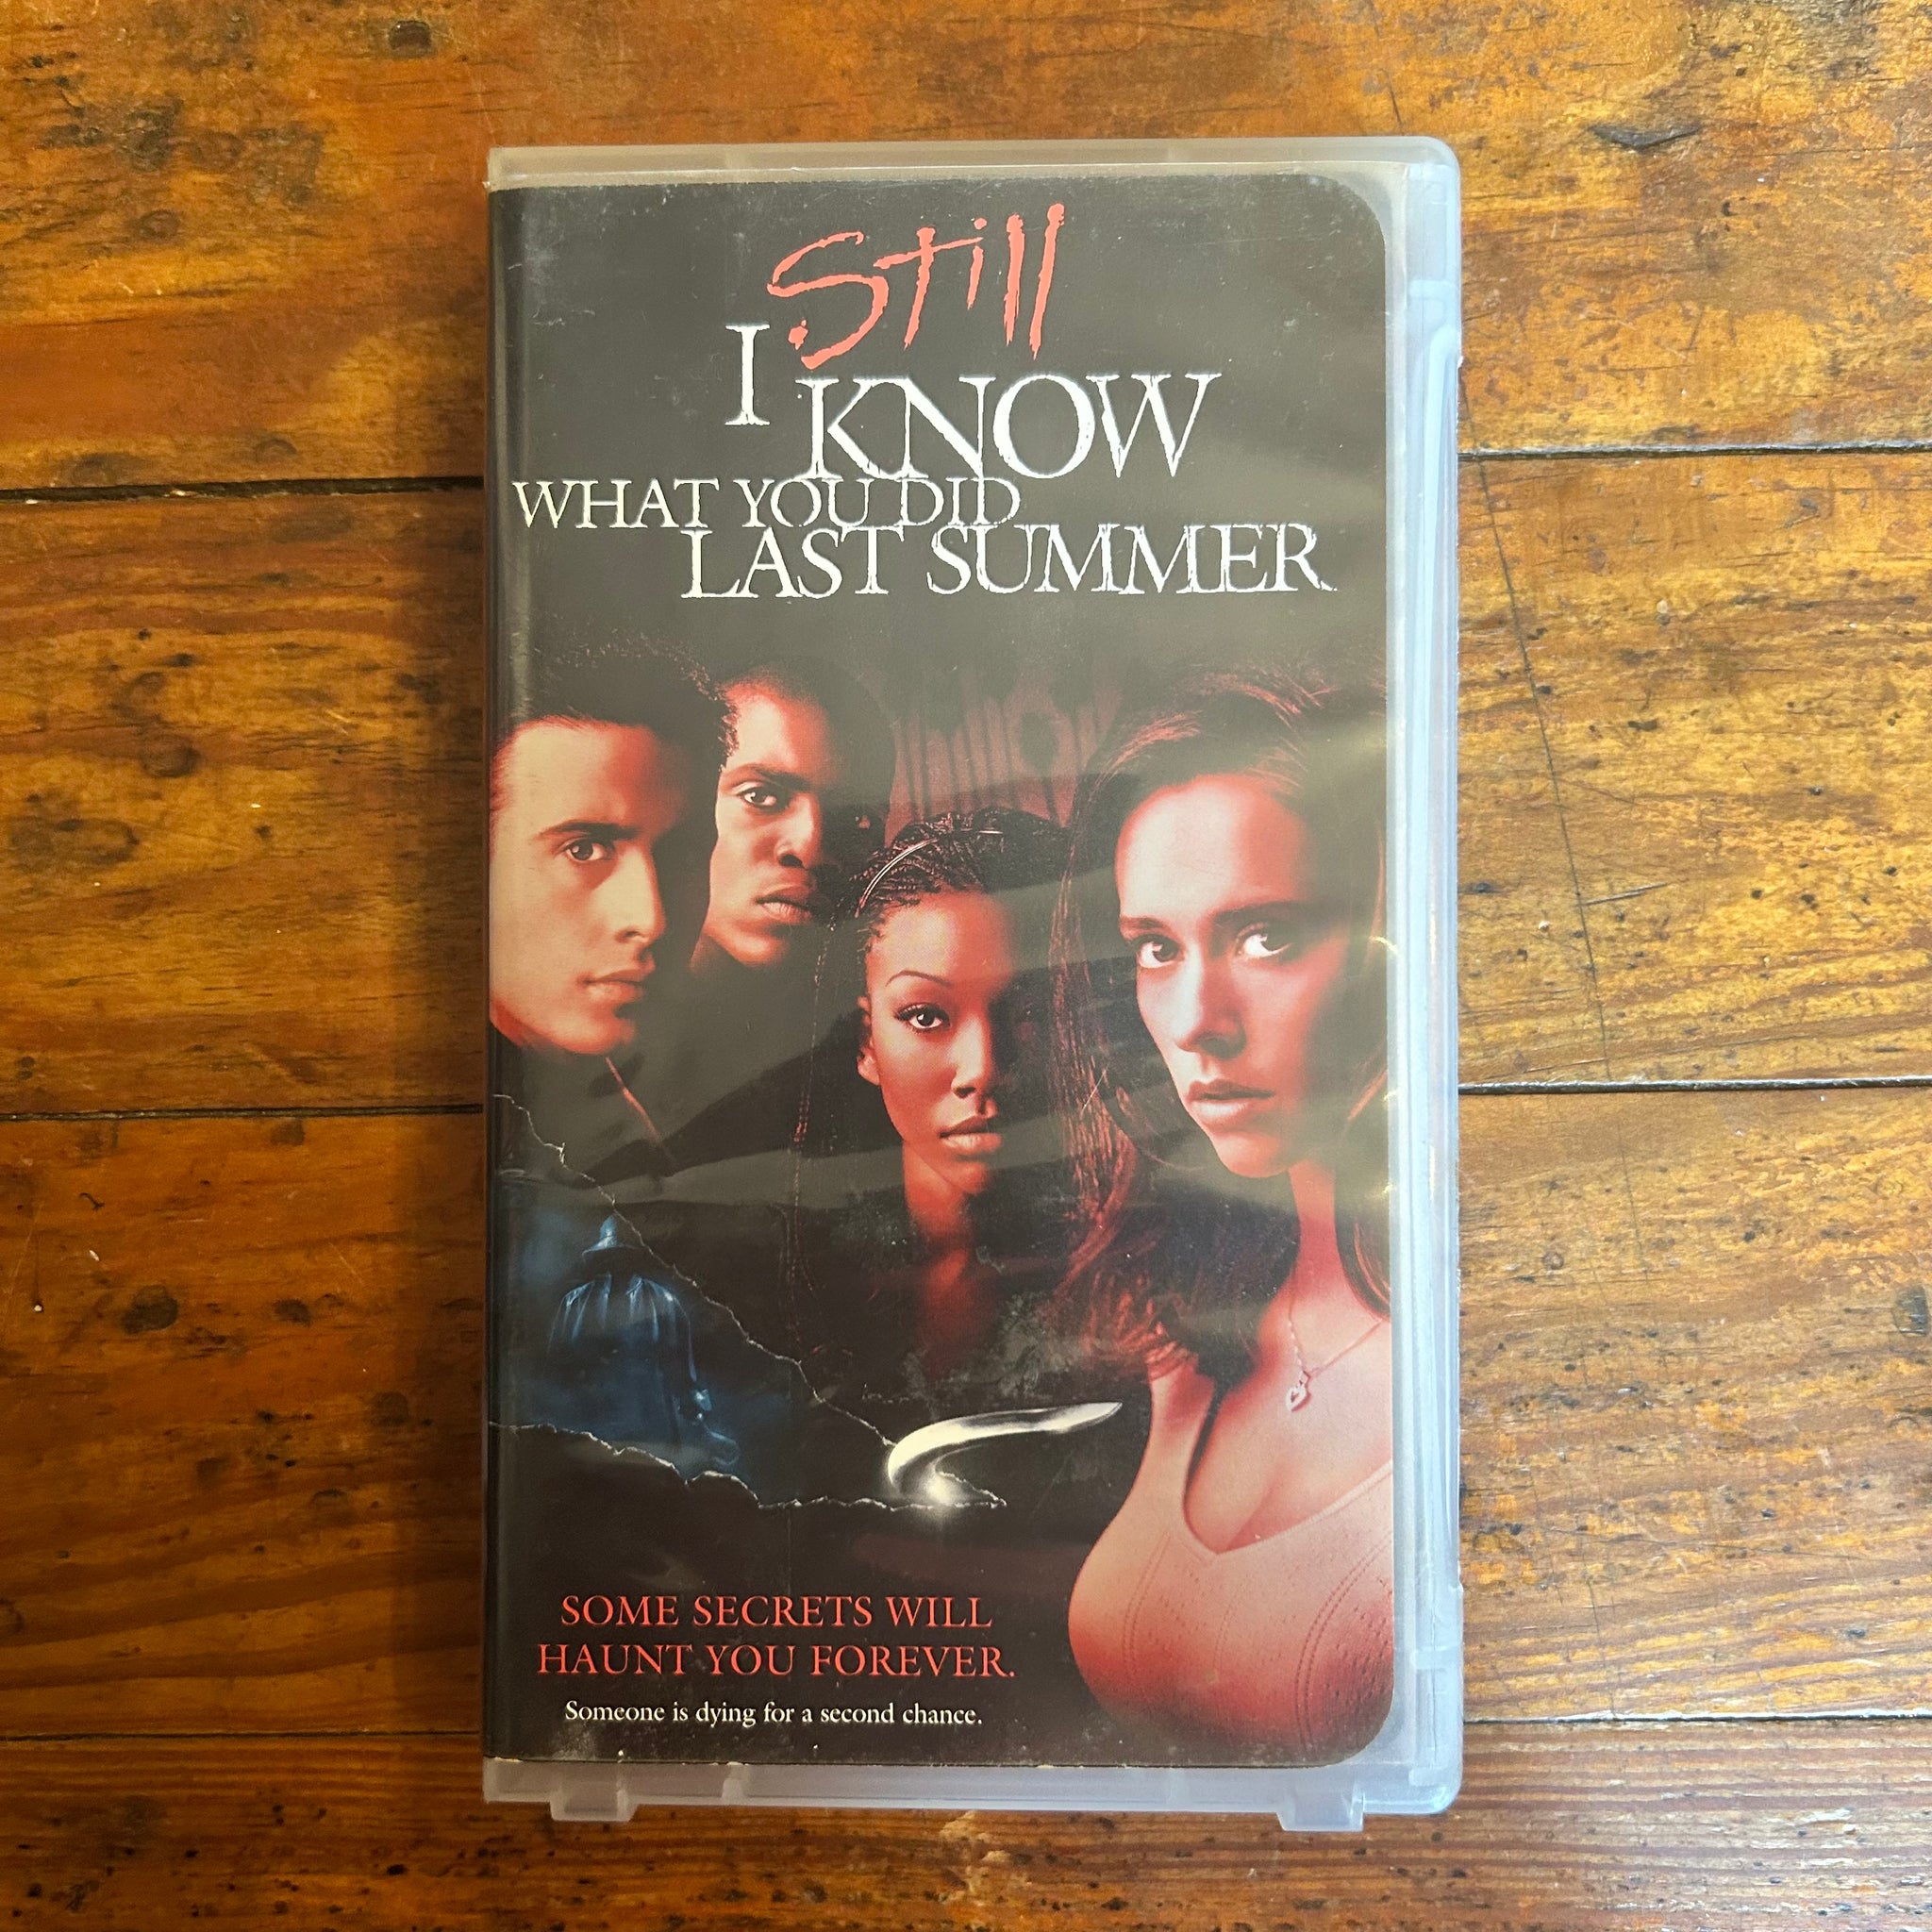 Still
I KNOW
WHAT YOU DID
LAST SUMMER
SOME SECRETS WILL
HAUNT YOU FOREVER.
Someone is dying for a second chance.